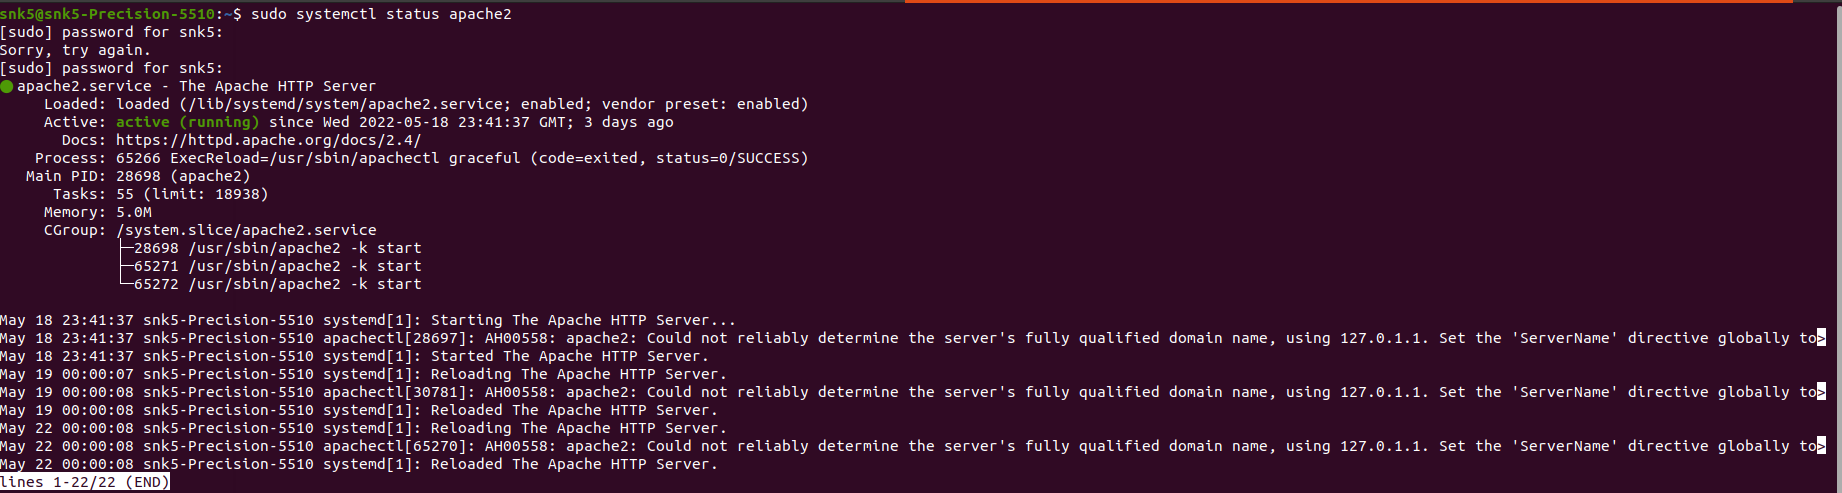 snk5@snk5-Precision-5510:~$ sudo systemctl status apache2
[sudo] password for snk5:
Sorry, try again.
[sudo] password for snk5:
● apache2.service - The Apache HTTP Server
     Loaded: loaded (/lib/systemd/system/apache2.service; enabled; vendor preset: enabled)
     Active: active (running) since Wed 2022-05-18 23:41:37 GMT; 3 days ago
       Docs: https://httpd.apache.org/docs/2.4/
    Process: 65266 ExecReload=/usr/sbin/apachectl graceful (code=exited, status=0/SUCCESS)
   Main PID: 28698 (apache2)
      Tasks: 55 (limit: 18938)
     Memory: 5.0M
     CGroup: /system.slice/apache2.service
             ├─28698 /usr/sbin/apache2 -k start
             ├─65271 /usr/sbin/apache2 -k start
             └─65272 /usr/sbin/apache2 -k start

May 18 23:41:37 snk5-Precision-5510 systemd[1]: Starting The Apache HTTP Server...
May 18 23:41:37 snk5-Precision-5510 apachectl[28697]: AH00558: apache2: Could not reliably determine the server's fully qualified domain name, using 127.0.1.1. Set the 'ServerName' directive globally to>
May 18 23:41:37 snk5-Precision-5510 systemd[1]: Started The Apache HTTP Server.
May 19 00:00:07 snk5-Precision-5510 systemd[1]: Reloading The Apache HTTP Server.
May 19 00:00:08 snk5-Precision-5510 apachectl[30781]: AH00558: apache2: Could not reliably determine the server's fully qualified domain name, using 127.0.1.1. Set the 'ServerName' directive globally to>
May 19 00:00:08 snk5-Precision-5510 systemd[1]: Reloaded The Apache HTTP Server.
May 22 00:00:08 snk5-Precision-5510 systemd[1]: Reloading The Apache HTTP Server.
May 22 00:00:08 snk5-Precision-5510 apachectl[65270]: AH00558: apache2: Could not reliably determine the server's fully qualified domain name, using 127.0.1.1. Set the 'ServerName' directive globally to>
May 22 00:00:08 snk5-Precision-5510 systemd[1]: Reloaded The Apache HTTP Server.
lines 1-22/22 (END)